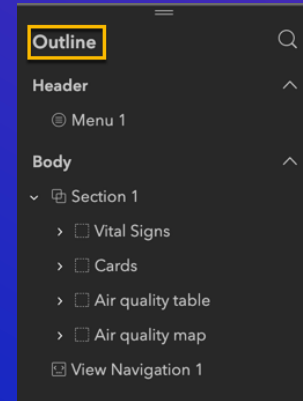 Outline
Header
Menu 1
Body
Section 1
Vital Signs
Cards
Air quality table
Air quality map
View Navigation 1